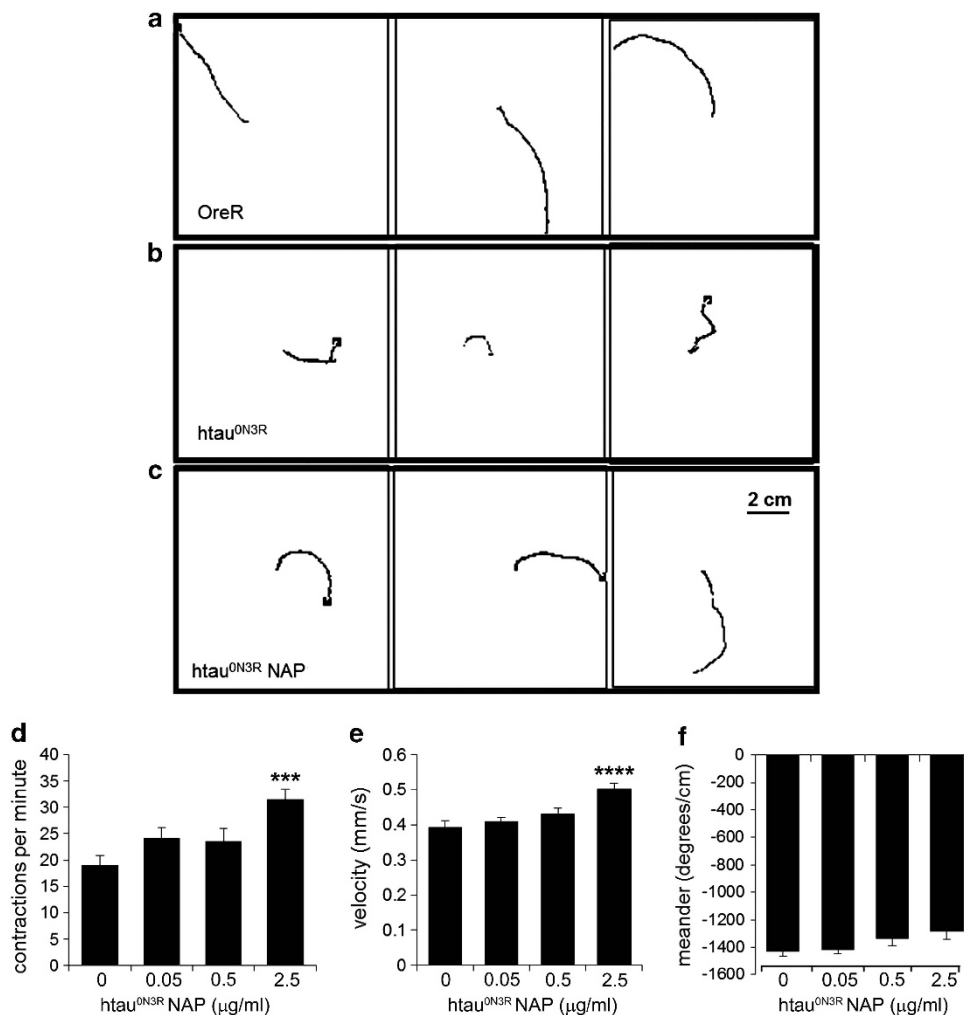 a
OreR
b
htau0N3R
c
2 cm
htau0N3R NAP
d
***
40
35
30
25
20
15
10
5
0
contractions per minute
0 0.05 0.5 2.5
htau0N3R NAP (μg/ml)
e
****
0.6
0.5
0.4
0.3
0.2
0.1
0
velocity (mm/s)
0 0.05 0.5 2.5
htau0N3R NAP (μg/ml)
f
0
-200
-400
-600
-800
-1000
-1200
-1400
-1600
meander (degrees/cm)
0 0.05 0.5 2.5
htau0N3R NAP (μg/ml)